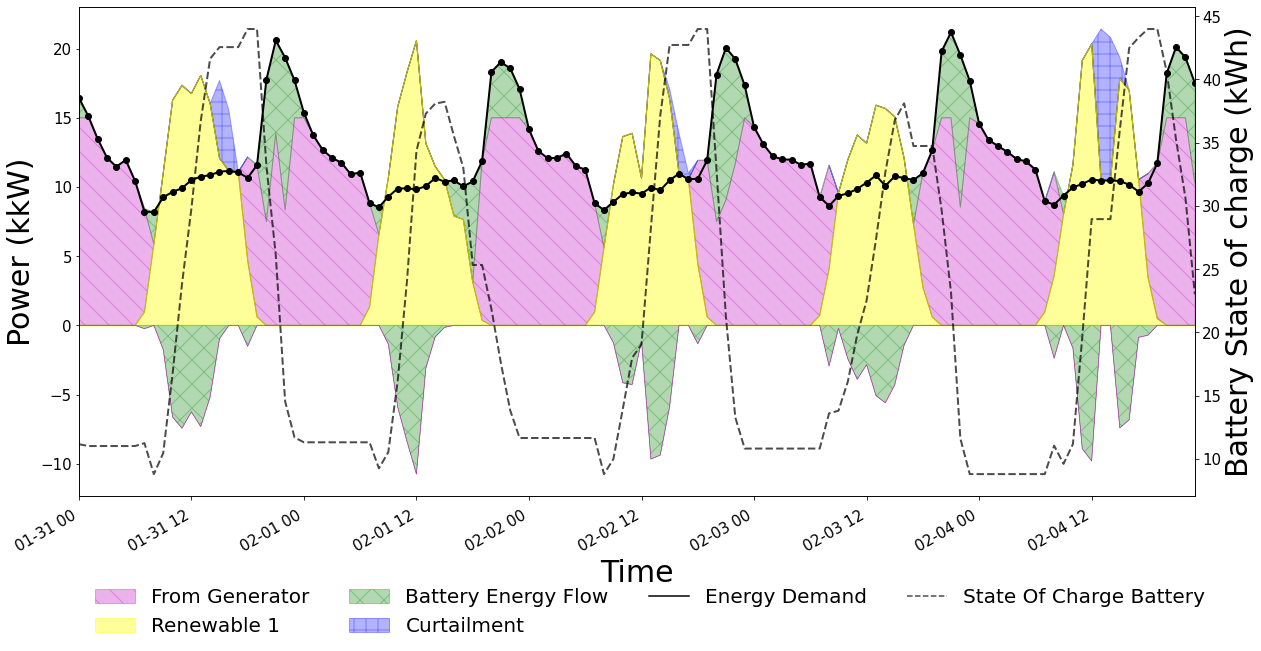 Power (kkW)
20
15
10
5
0
−5
−10
45
40
35
30
25
20
15
10
Battery State of charge (kWh)
01-31 00
01-31 12
02-01 00
02-01 12
02-02 00
02-02 12
02-03 00
02-03 12
02-04 00
02-04 12
Time
From Generator
Battery Energy Flow
Energy Demand
State Of Charge Battery
Renewable 1
Curtailment